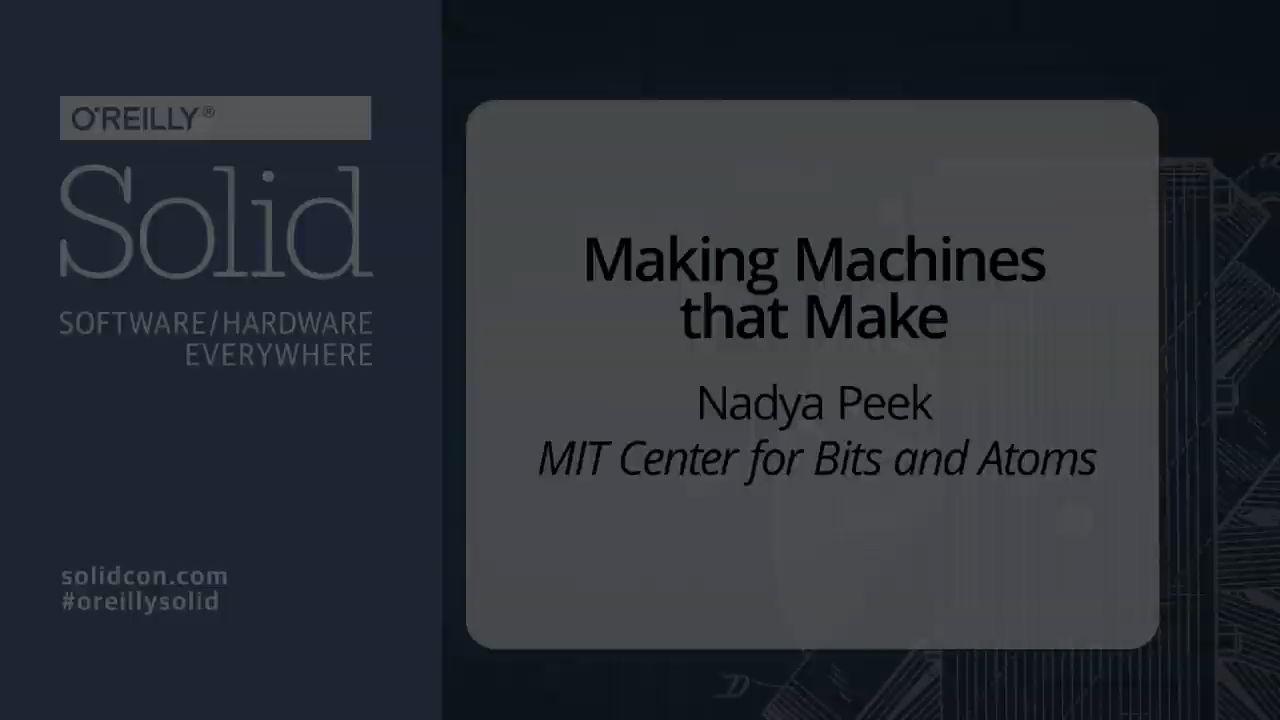 O'REILLY®
Solid
SOFTWARE/HARDWARE
EVERYWHERE
solidcon.com
#oreillysolid
Making Machines
that Make
Nadya Peek
MIT Center for Bits and Atoms
D